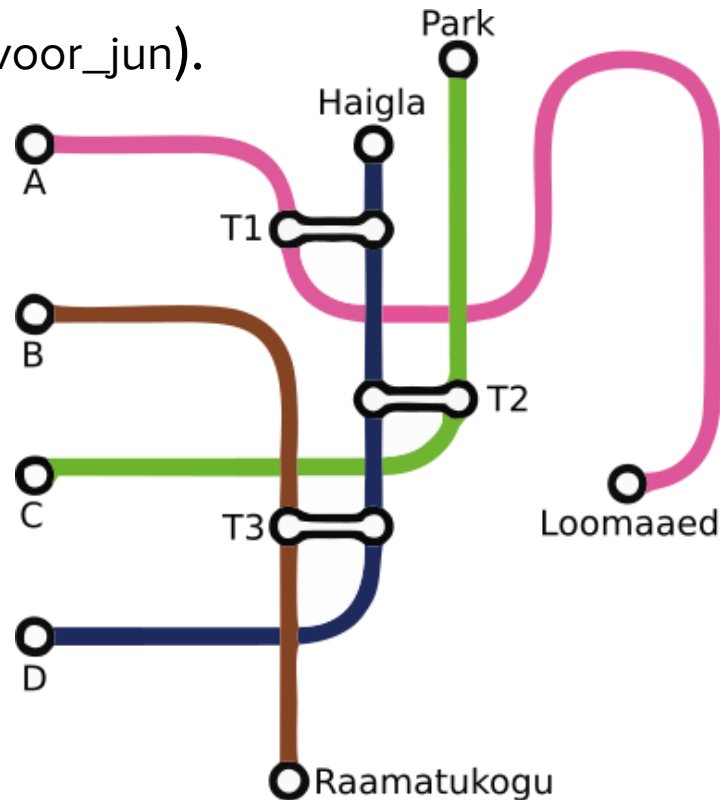 voor_jun).
Park
Haigla
A
T1
B
T2
C
T3
Loomaaed
D
Raamatukogu